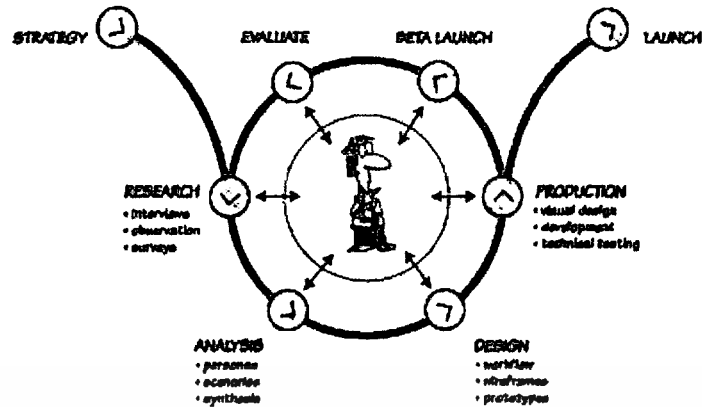 STRATEGY
EVALUATE
BETA LAUNCH
LAUNCH
RESEARCH
• interviews
• observation
• surveys
PRODUCTION
• visual design
• development
• technical testing
ANALYSIS
• personas
• scenarios
• synthesis
DESIGN
• workflow
• wireframes
• prototypes